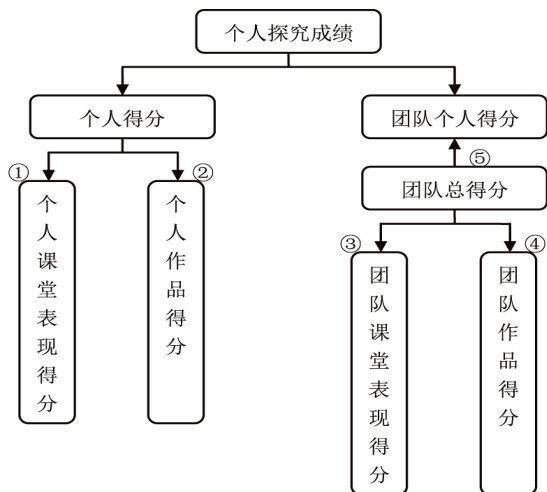 个人探究成绩
个人得分
团队个人得分
⑤
团队总得分
①
个人课堂表现得分
②
个人作品得分
③
团队课堂表现得分
④
团队作品得分